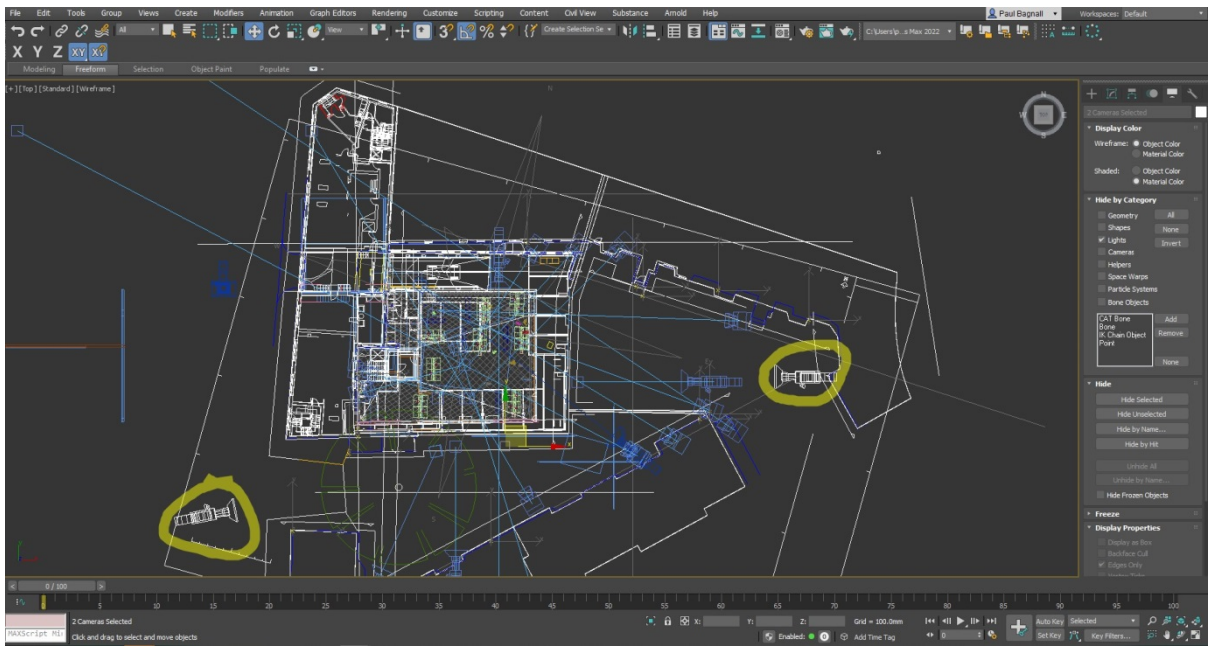 File Edit Tools Group Views Create Modifiers Animation Graph Editors Rendering Customize Scripting Content Civil View Substance Arnold Help Paul Bagnall Workspaces: Default
All View Create Selection Se C:\Users\p...s Max 2022
X Y Z XY XY
Modeling Freeform Selection Object Paint Populate
[+] [Top ] [Standard ] [Wireframe ]
N
N
W TOP E
S
2 Cameras Selected
Display Color
Wireframe: Object Color
Material Color
Shaded: Object Color
Material Color
Hide by Category
Geometry All
Shapes None
Lights Invert
Cameras
Helpers
Space Warps
Particle Systems
Bone Objects
CAT Bone Add
Bone Remove
IK Chain Object
Point
None
Hide
Hide Selected
Hide Unselected
Hide by Name...
Hide by Hit
Unhide All
Unhide by Name...
Hide Frozen Objects
Freeze
Display Properties
Display as Box
Backface Cull
Edges Only
Vertex Ticks
< 0 / 100 >
0 5 10 15 20 25 30 35 40 45 50 55 60 65 70 75 80 85 90 95 100
2 Cameras Selected X: Y: Z: Grid = 100.0mm Auto Key Selected
MAXScript Mi Click and drag to select and move objects Enabled: Add Time Tag 0 Set Key Key Filters...